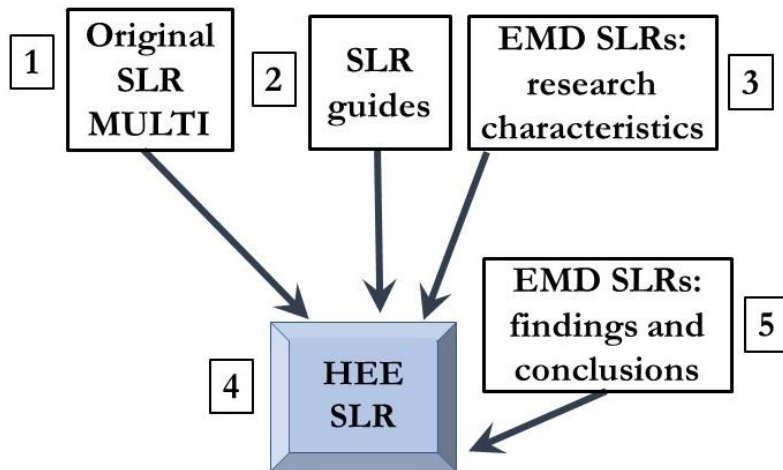 1
Original
SLR
MULTI
2
SLR
guides
EMD SLRs:
research
characteristics
3
4
HEE
SLR
EMD SLRs:
findings and
conclusions
5